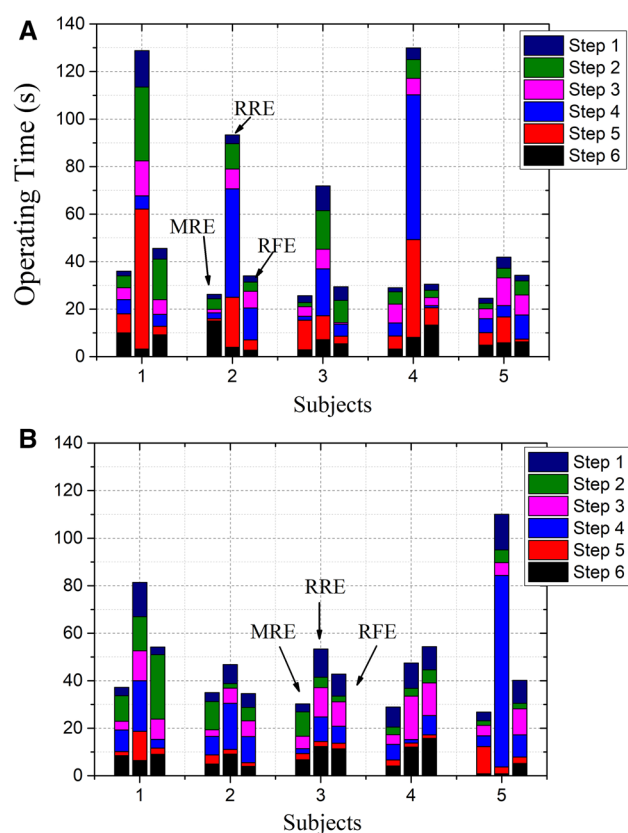 A
Operating Time (s)
140
120
100
80
60
40
20
0
RRE
MRE
RFE
Step 1
Step 2
Step 3
Step 4
Step 5
Step 6
1 2 3 4 5
Subjects
B
140
120
100
80
60
40
20
0
RRE
MRE
RFE
Step 1
Step 2
Step 3
Step 4
Step 5
Step 6
1 2 3 4 5
Subjects